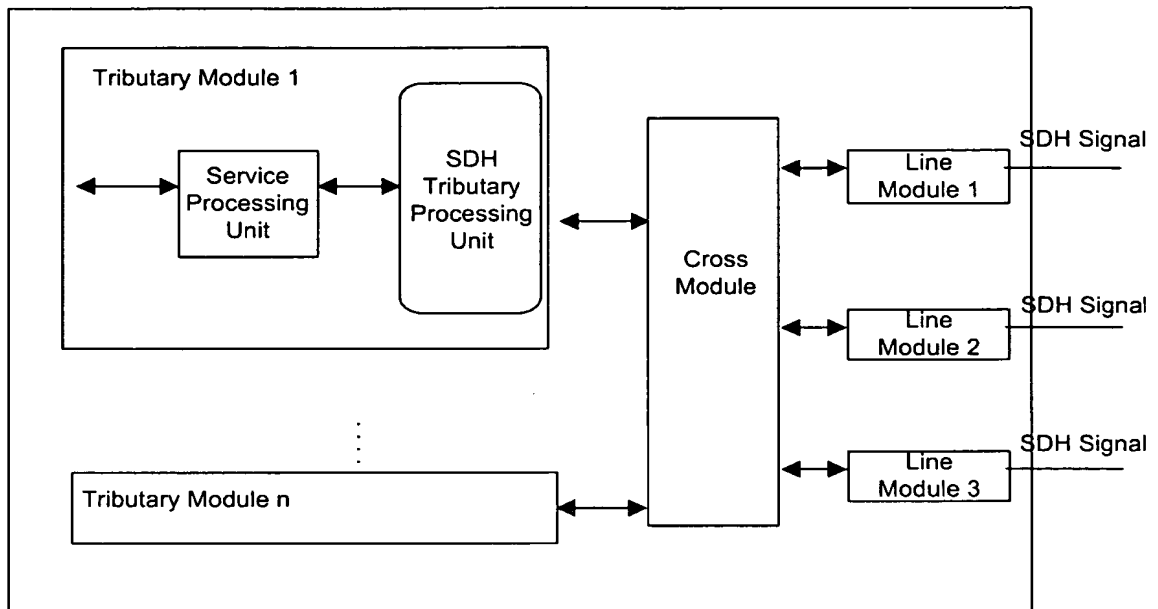 Tributary Module 1
Service
Processing
Unit
SDH
Tributary
Processing
Unit
Cross
Module
Line
Module 1
SDH Signal
Line
Module 2
SDH Signal
Line
Module 3
SDH Signal
Tributary Module n